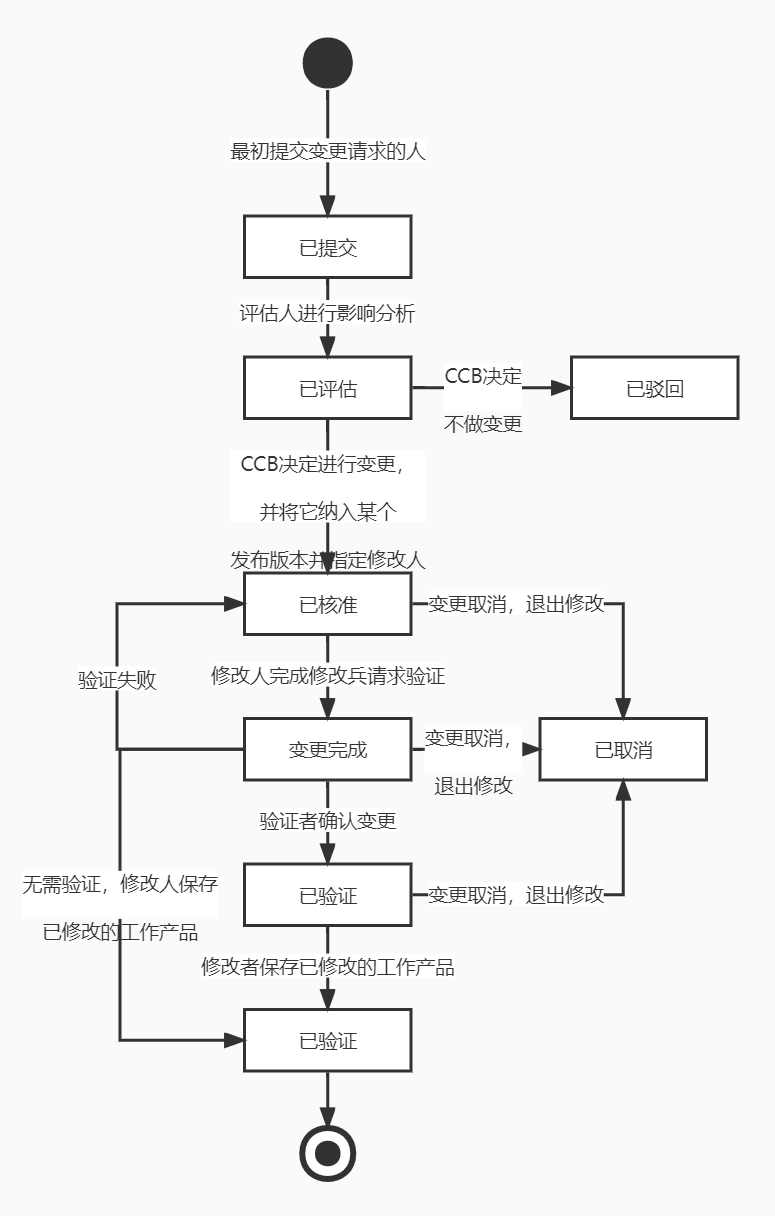 最初提交变更请求的人
已提交
评估人进行影响分析
已评估
CCB决定
不做变更
已驳回
CCB决定进行变更，
并将它纳入某个
发布版本并指定修改人
已核准
变更取消，退出修改
验证失败
修改人完成修改兵请求验证
变更完成
变更取消，
退出修改
已取消
验证者确认变更
无需验证，修改人保存
已修改的工作产品
已验证
变更取消，退出修改
修改者保存已修改的工作产品
已验证